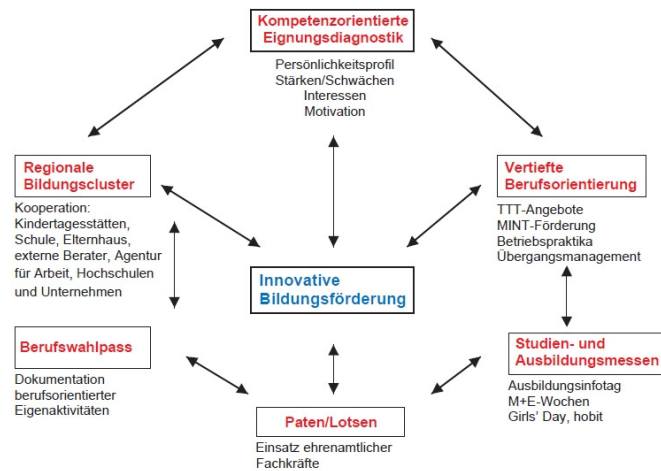 Kompetenzorientierte
Eignungsdiagnostik
Persönlichkeitsprofil
Stärken/Schwächen
Interessen
Motivation
Regionale
Bildungscluster
Kooperation:
Kindertagesstätten,
Schule, Elternhaus,
externe Berater, Agentur
für Arbeit, Hochschulen
und Unternehmen
Vertiefte
Berufsorientierung
TTT-Angebote
MINT-Förderung
Betriebspraktika
Übergangsmanagement
Innovative
Bildungsförderung
Berufswahlpass
Dokumentation
berufsorientierter
Eigenaktivitäten
Studien- und
Ausbildungsmessen
Ausbildungsinfotag
M+E-Wochen
Girls' Day, hobit
Paten/Lotsen
Einsatz ehrenamtlicher
Fachkräfte